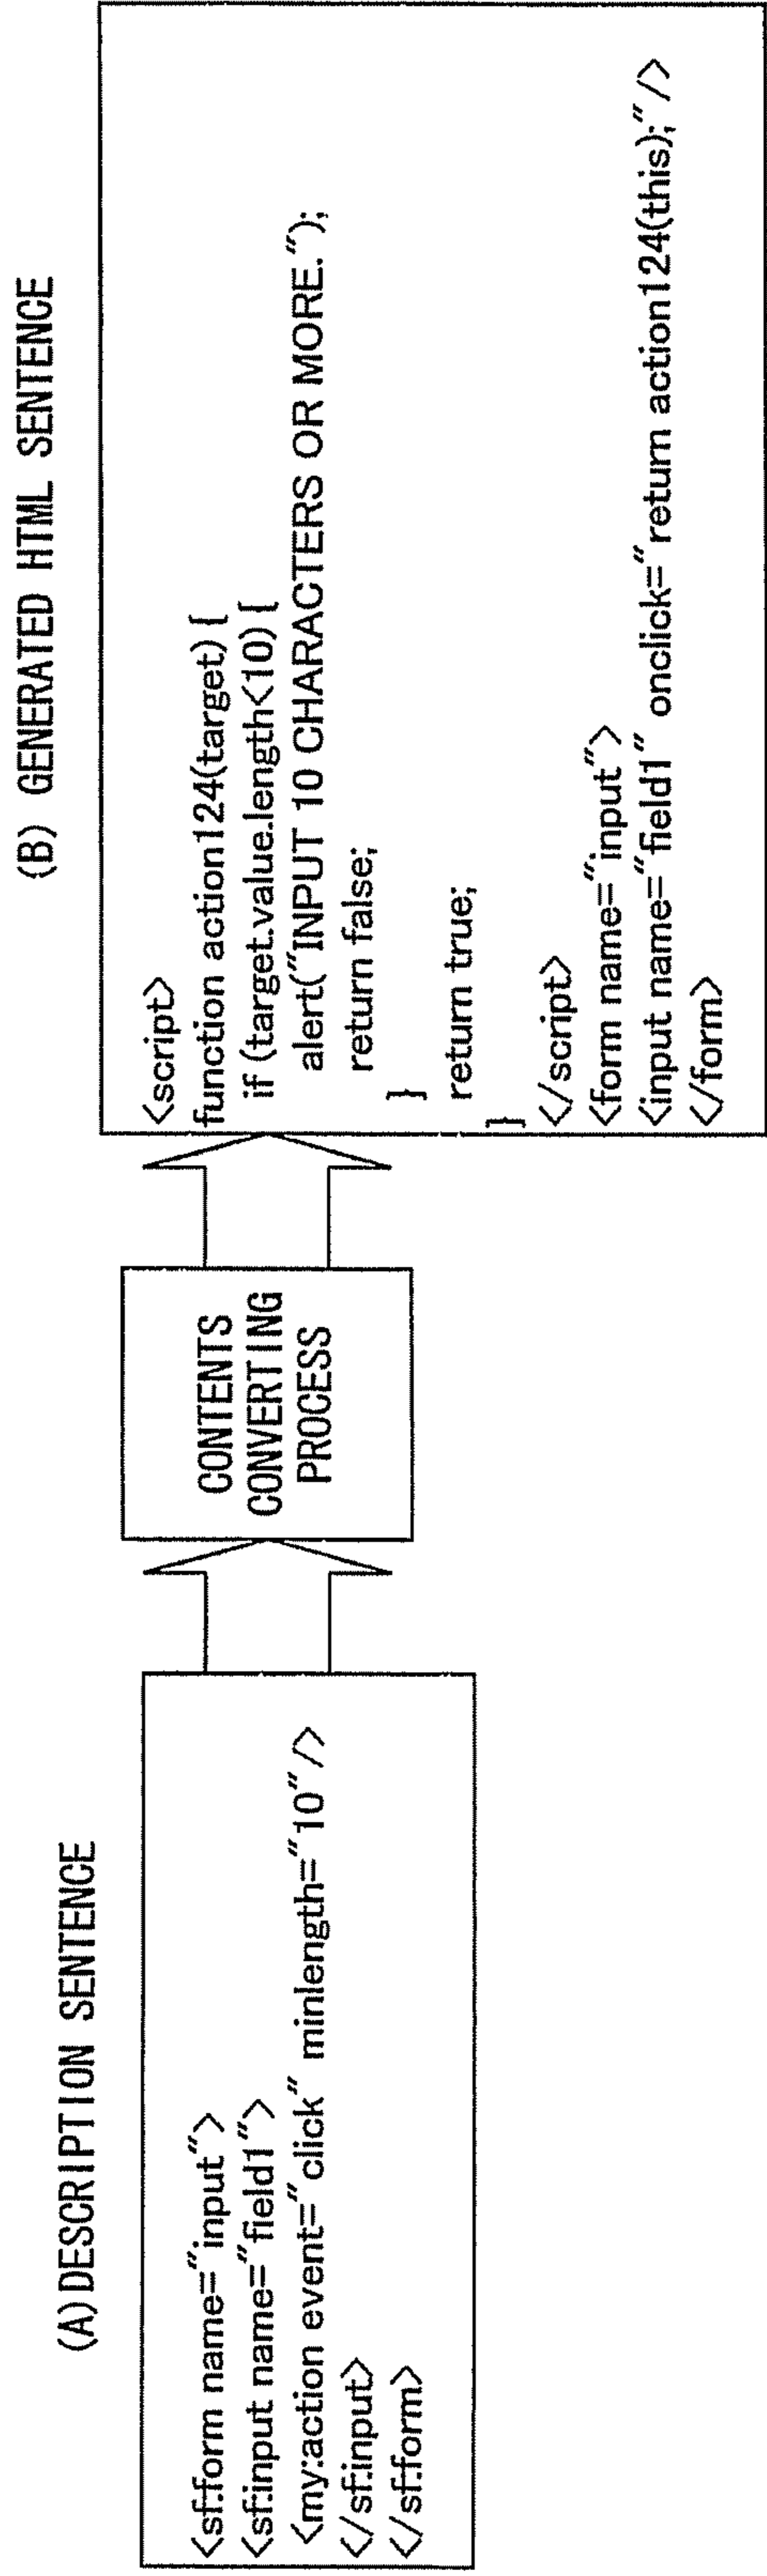 (A)DESCRIPTION SENTENCE
<sf:form name="input">
<sf:input name="field1">
<my:action event="click" minlength="10"/>
</sf:input>
</sf:form>
CONTENTS
CONVERTING
PROCESS
(B) GENERATED HTML SENTENCE
<script>
function action124(target) {
if (target.value.length<10) {
alert("INPUT 10 CHARACTERS OR MORE.");
return false;
}
return true;
}
</script>
<form name="input">
<input name="field1" onclick="return action124(this);"/>
</form>